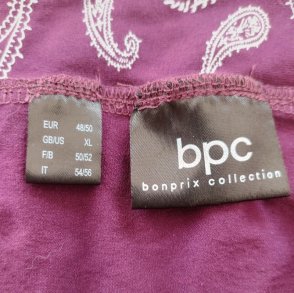 EUR 48/50
GB/US XL
F/B 50/52
IT 54/56
bpc
bonprix collection